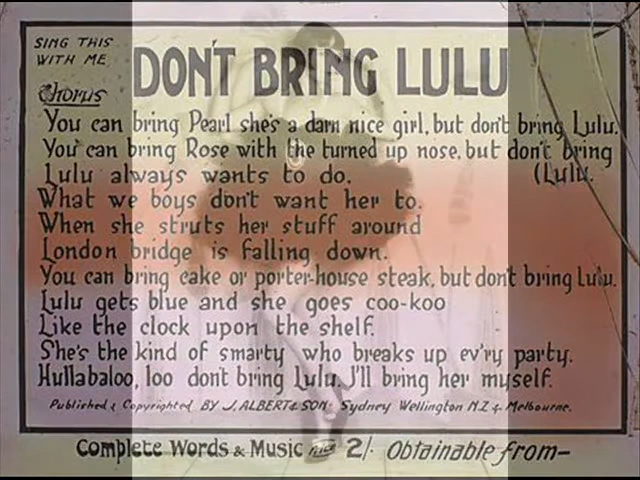 SING THIS
WITH ME
DON'T BRING LULU
Chorus
You can bring Pearl she's a darn nice girl, but don't bring Lulu.
You can bring Rose with the turned up nose, but don't bring
Lulu always wants to do. (Lulu.
What we boys don't want her to.
When she struts her stuff around
London bridge is falling down.
You can bring cake or porter-house steak, but don't bring Lulu.
Lulu gets blue and she goes coo-koo
Like the clock upon the shelf.
She's the kind of smarty who breaks up ev'ry party.
Hullabaloo, loo don't bring Lulu, I'll bring her myself.
Published & Copyrighted BY J. ALBERT & SON. Sydney Wellington N.Z & Melbourne.
Complete Words & Music PRICE 2/- Obtainable from—